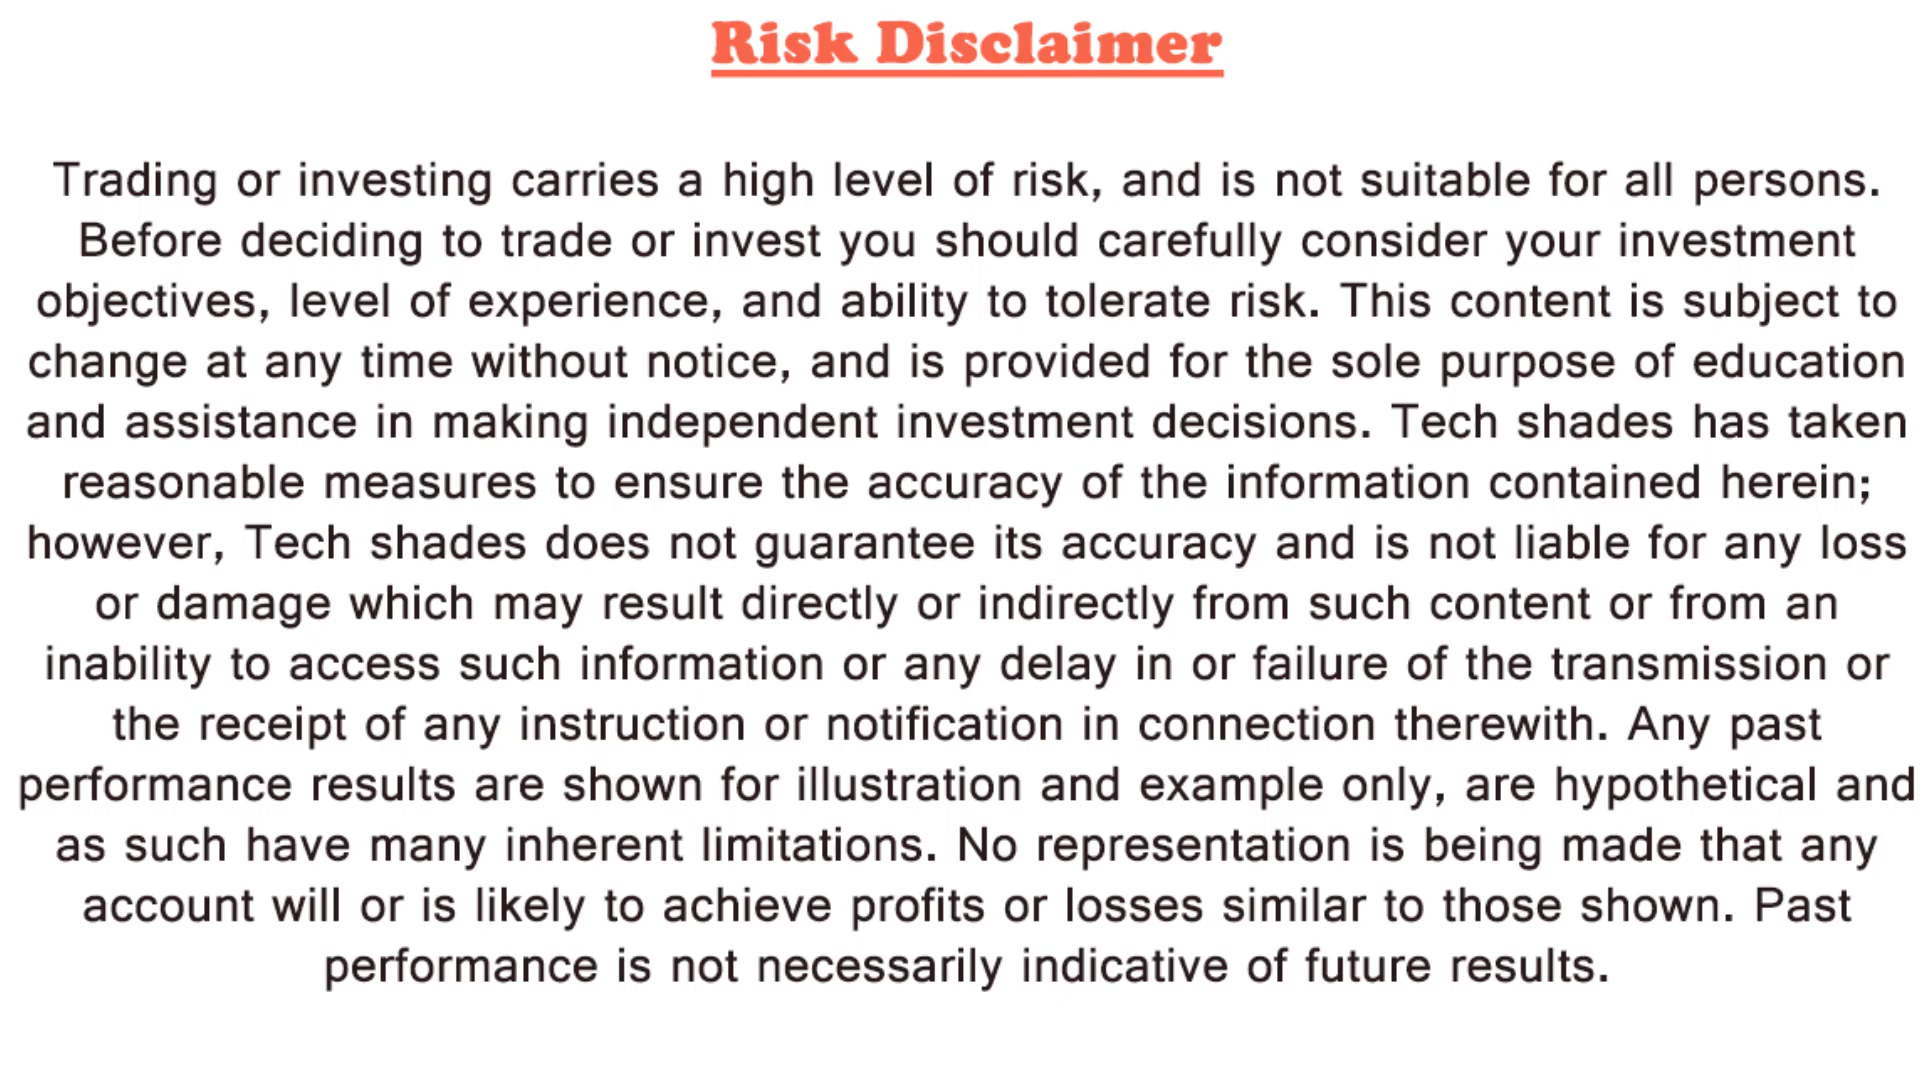 Risk Disclaimer
Trading or investing carries a high level of risk, and is not suitable for all persons.
Before deciding to trade or invest you should carefully consider your investment
objectives, level of experience, and ability to tolerate risk. This content is subject to
change at any time without notice, and is provided for the sole purpose of education
and assistance in making independent investment decisions. Tech shades has taken
reasonable measures to ensure the accuracy of the information contained herein;
however, Tech shades does not guarantee its accuracy and is not liable for any loss
or damage which may result directly or indirectly from such content or from an
inability to access such information or any delay in or failure of the transmission or
the receipt of any instruction or notification in connection therewith. Any past
performance results are shown for illustration and example only, are hypothetical and
as such have many inherent limitations. No representation is being made that any
account will or is likely to achieve profits or losses similar to those shown. Past
performance is not necessarily indicative of future results.